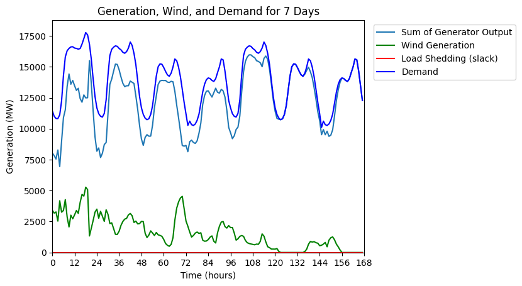 Generation, Wind, and Demand for 7 Days
Generation (MW)
17500
15000
12500
10000
7500
5000
2500
0
0 12 24 36 48 60 72 84 96 108 120 132 144 156 168
Time (hours)
Sum of Generator Output
Wind Generation
Load Shedding (slack)
Demand